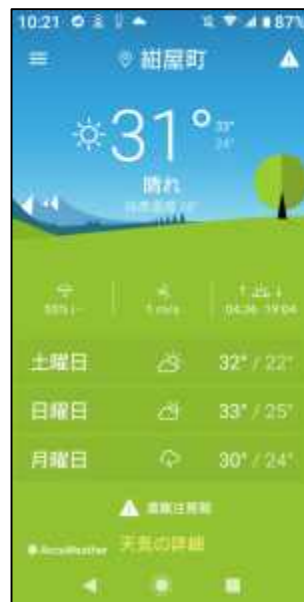 10:21 87%
紺屋町
31° 33°
24°
晴れ
1 m/s 04:36 19:04
土曜日 32° / 22°
日曜日 33° / 25°
月曜日 30° / 24°
AccuWeather 天気の詳細